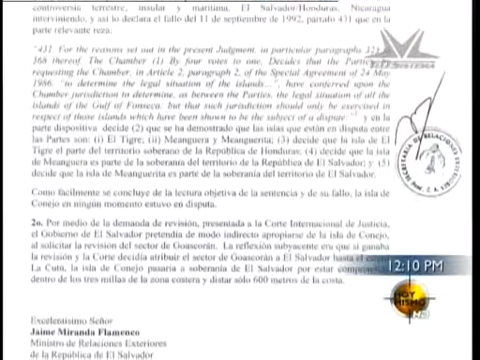 controversia terrestre, insular y marítima, El Salvador/Honduras, Nicaragua
interviniendo, y así lo declara el fallo del 11 de septiembre de 1992, párrafo 431 que en la
parte relevante reza:
"431 For the reasons set out in the present Judgment, in particular paragraphs 323 to
368 thereof, The Chamber (1) By four votes to one, Decides that the Parties, by
requesting the Chamber, in Article 2, paragraph 2, of the Special Agreement of 24 May
1986, "to determine the legal situation of the islands...", have conferred upon the
Chamber jurisdiction to determine, as between the Parties, the legal situation of all the
islands of the Gulf of Fonseca, but that such jurisdiction should only be exercised in
respect of those islands which have been shown to be the subject of a dispute." y en
la parte dispositiva decide (2) que se ha demostrado que las islas que están en disputa entre
las Partes son: (i) El Tigre, (ii) Meanguera y Meanguerita; (3) decide que la isla de El
Tigre es parte del territorio soberano de la República de Honduras; (4) decide que la isla
de Meanguera es parte de la soberanía del territorio de la República de El Salvador; y (5)
decide que la isla de Meanguerita es parte de la soberanía del territorio de El Salvador.
Como fácilmente se concluye de la lectura objetiva de la sentencia y de su fallo, la isla de
Conejo en ningún momento estuvo en disputa.
2o. Por medio de la demanda de revisión, presentada a la Corte Internacional de Justicia,
el Gobierno de El Salvador pretendía de modo indirecto apropiarse de la isla de Conejo,
al solicitar la revisión del sector de Goascorán. La reflexión subyacente era que si ganaba
la revisión y la Corte decidía atribuir el sector de Goascorán a El Salvador hasta el
La Cutú, la isla de Conejo pasaría a soberanía de El Salvador por estar
dentro de los tres millas de la zona costera y distar sólo 600 metros de la costa.
Excelentísimo Señor
Jaime Miranda Flamenco
Ministro de Relaciones Exteriores
de la República de El Salvador
TELESISTEMA
SECRETARIA DE RELACIONES EXTERIORES
12:10 PM
HOY
MISMO